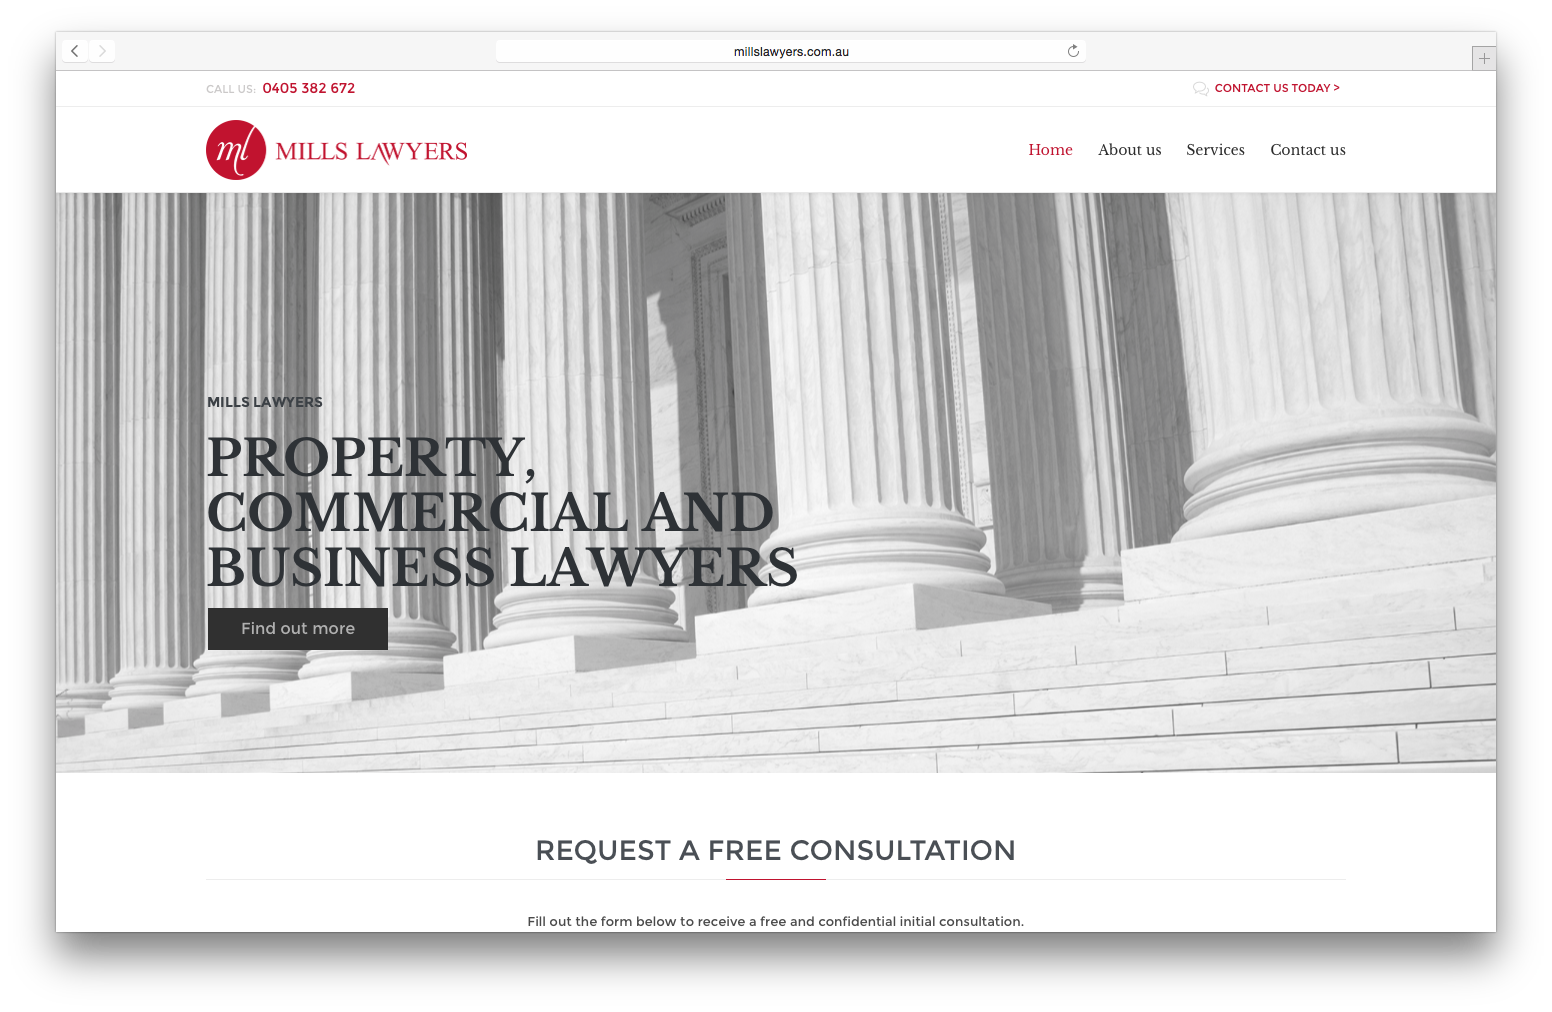 millslawyers.com.au
CALL US: 0405 382 672
CONTACT US TODAY >
ml MILLS LAWYERS
Home About us Services Contact us
MILLS LAWYERS
PROPERTY,
COMMERCIAL AND
BUSINESS LAWYERS
Find out more
REQUEST A FREE CONSULTATION
Fill out the form below to receive a free and confidential initial consultation.